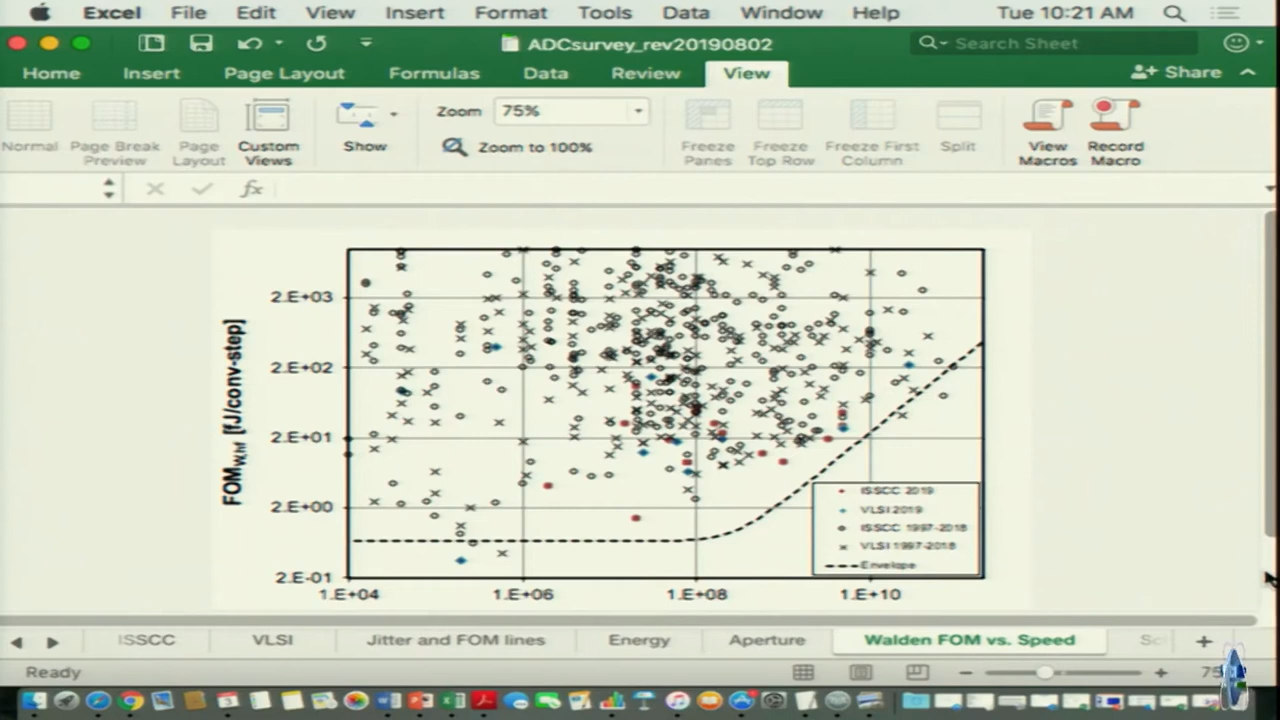 Excel File Edit View Insert Format Tools Data Window Help Tue 10:21 AM
ADCsurvey_rev20190802
Search Sheet
Home Insert Page Layout Formulas Data Review View Share
Normal
Page Break Preview
Page Layout
Custom Views
Show
Zoom 75%
Zoom to 100%
Freeze Panes
Freeze Top Row
Freeze First Column
Split
View Macros
Record Macro
fx
FOMW,hf [fJ/conv-step]
2.E+03
2.E+02
2.E+01
2.E+00
2.E-01
1.E+04 1.E+06 1.E+08 1.E+10
ISSCC 2019
VLSI 2019
ISSCC 1997-2018
VLSI 1997-2018
Envelope
ISSCC VLSI Jitter and FOM lines Energy Aperture Walden FOM vs. Speed
Ready